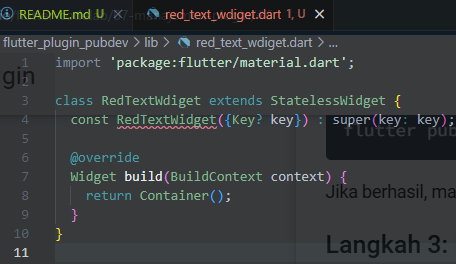 README.md U red_text_wdiget.dart 1, U
flutter_plugin_pubdev > lib > red_text_wdiget.dart > ...
gin
1 import 'package:flutter/material.dart';
2
3 class RedTextWdiget extends StatelessWidget {
4 const RedTextWidget({Key? key}) : super(key: key);
flutter pub
5
6 @override
7 Widget build(BuildContext context) {
8 return Container();
Jika berhasil, ma
9 }
10 }
Langkah 3:
11